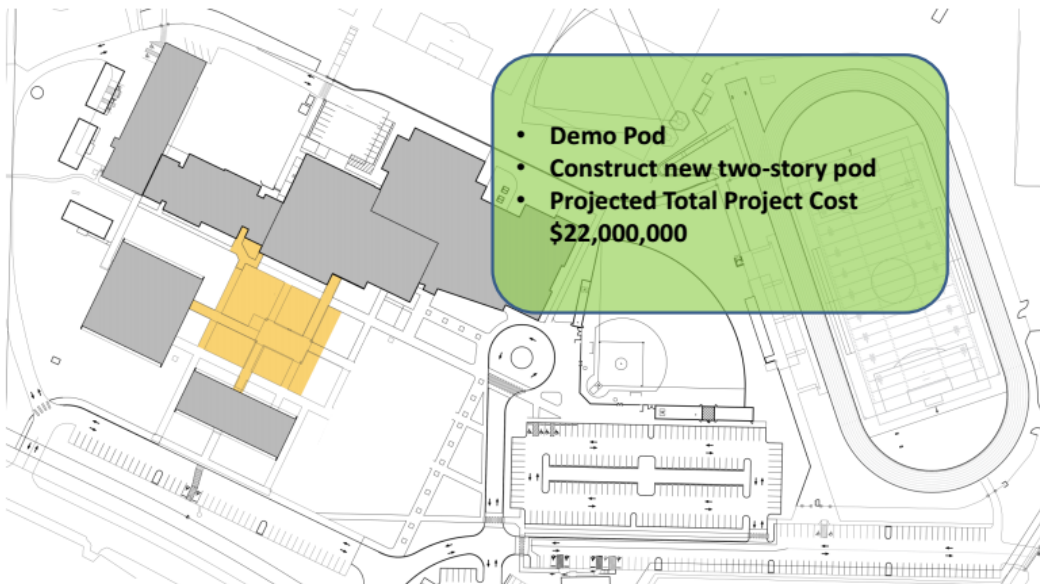 • Demo Pod
• Construct new two-story pod
• Projected Total Project Cost
$22,000,000